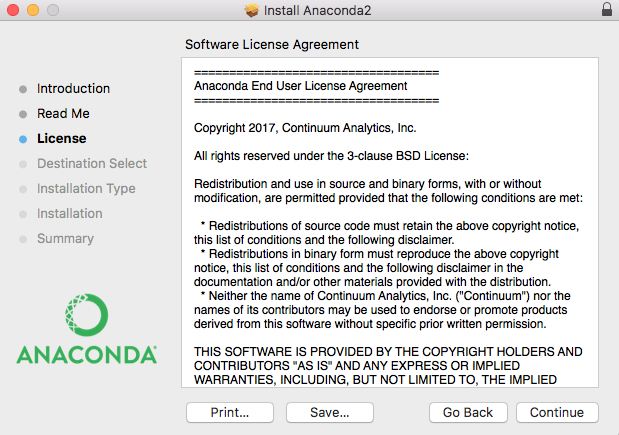 Install Anaconda2
Software License Agreement
Introduction
Read Me
License
Destination Select
Installation Type
Installation
Summary
ANACONDA®
===================================
Anaconda End User License Agreement
===================================
Copyright 2017, Continuum Analytics, Inc.
All rights reserved under the 3-clause BSD License:
Redistribution and use in source and binary forms, with or without
modification, are permitted provided that the following conditions are met:
* Redistributions of source code must retain the above copyright notice,
this list of conditions and the following disclaimer.
* Redistributions in binary form must reproduce the above copyright
notice, this list of conditions and the following disclaimer in the
documentation and/or other materials provided with the distribution.
* Neither the name of Continuum Analytics, Inc. ("Continuum") nor the
names of its contributors may be used to endorse or promote products
derived from this software without specific prior written permission.
THIS SOFTWARE IS PROVIDED BY THE COPYRIGHT HOLDERS AND
CONTRIBUTORS "AS IS" AND ANY EXPRESS OR IMPLIED
WARRANTIES, INCLUDING, BUT NOT LIMITED TO, THE IMPLIED
Print...
Save...
Go Back
Continue